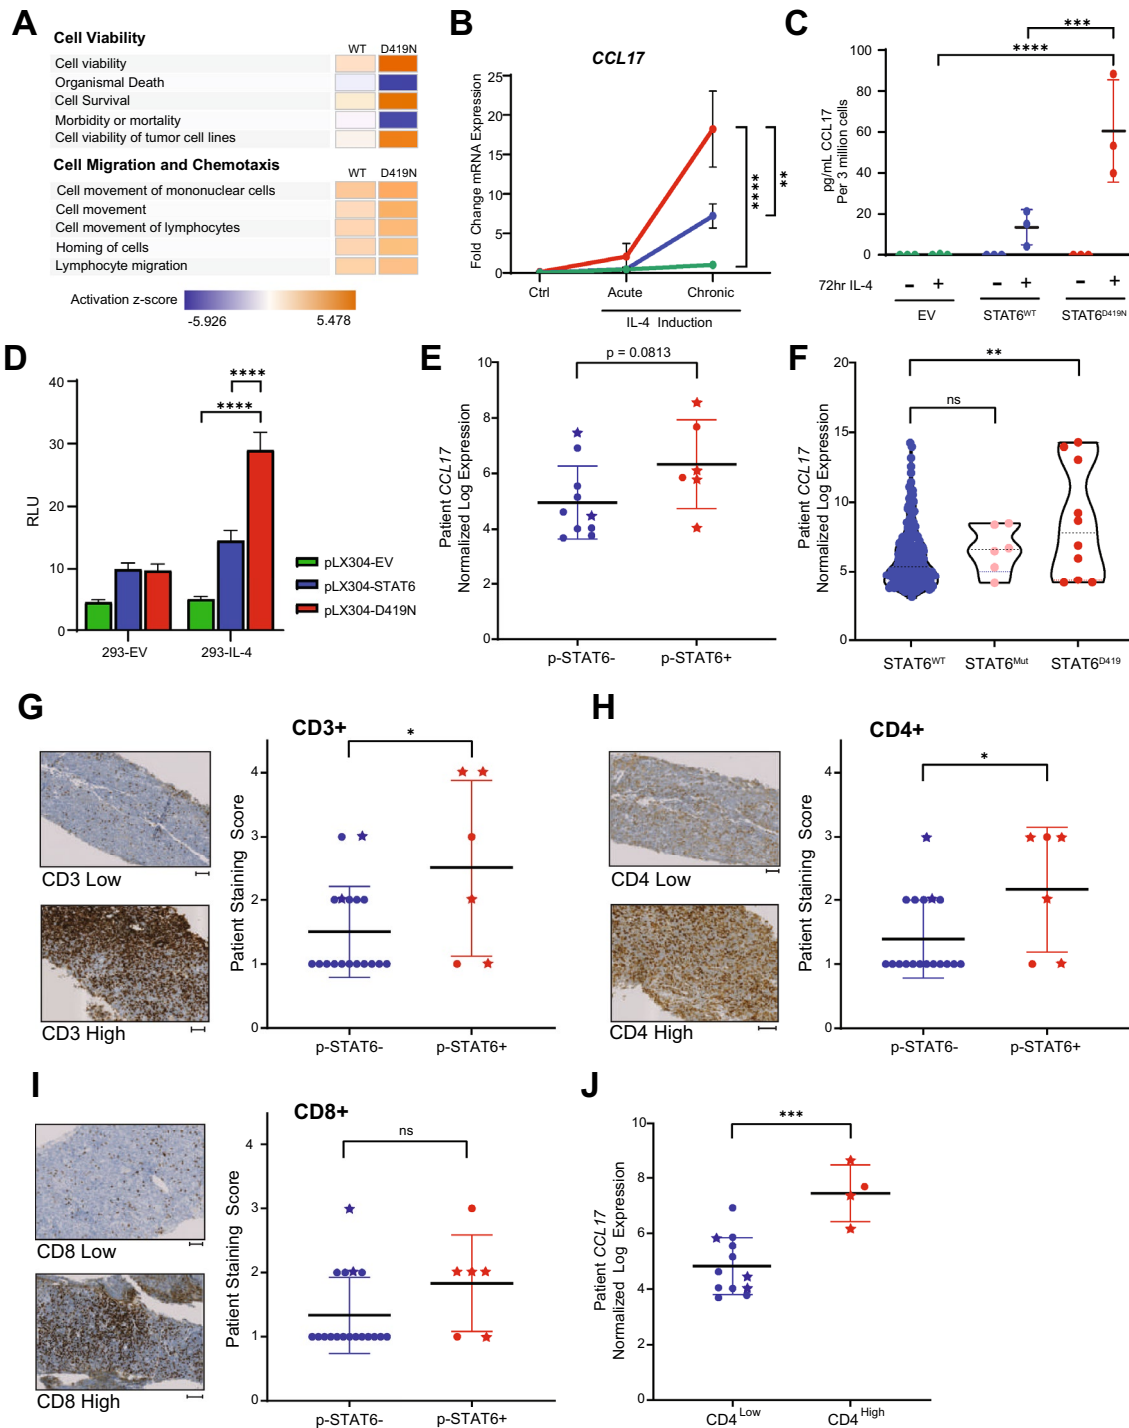 A
Cell Viability
WT D419N
Cell viability
Organismal Death
Cell Survival
Morbidity or mortality
Cell viability of tumor cell lines
Cell Migration and Chemotaxis
WT D419N
Cell movement of mononuclear cells
Cell movement
Cell movement of lymphocytes
Homing of cells
Lymphocyte migration
Activation z-score
-5.926 5.478
B
CCL17
Fold Change mRNA Expression
25
20
15
10
5
0
Ctrl Acute Chronic
IL-4 Induction
****
**
C
***
****
pg/mL CCL17
Per 3 million cells
100
80
60
40
20
0
72hr IL-4 - + - + - +
EV STAT6WT STAT6D419N
D
****
****
RLU
40
30
20
10
0
293-EV 293-IL-4
pLX304-EV
pLX304-STAT6
pLX304-D419N
E
p = 0.0813
Patient CCL17
Normalized Log Expression
10
8
6
4
2
0
p-STAT6- p-STAT6+
F
**
ns
Patient CCL17
Normalized Log Expression
20
15
10
5
0
STAT6WT STAT6Mut STAT6D419
G
CD3 Low
CD3 High
CD3+
*
Patient Staining Score
4
3
2
1
0
p-STAT6- p-STAT6+
H
CD4 Low
CD4 High
CD4+
*
Patient Staining Score
4
3
2
1
0
p-STAT6- p-STAT6+
I
CD8 Low
CD8 High
CD8+
ns
Patient Staining Score
4
3
2
1
0
p-STAT6- p-STAT6+
J
***
Patient CCL17
Normalized Log Expression
10
8
6
4
2
0
CD4Low CD4High